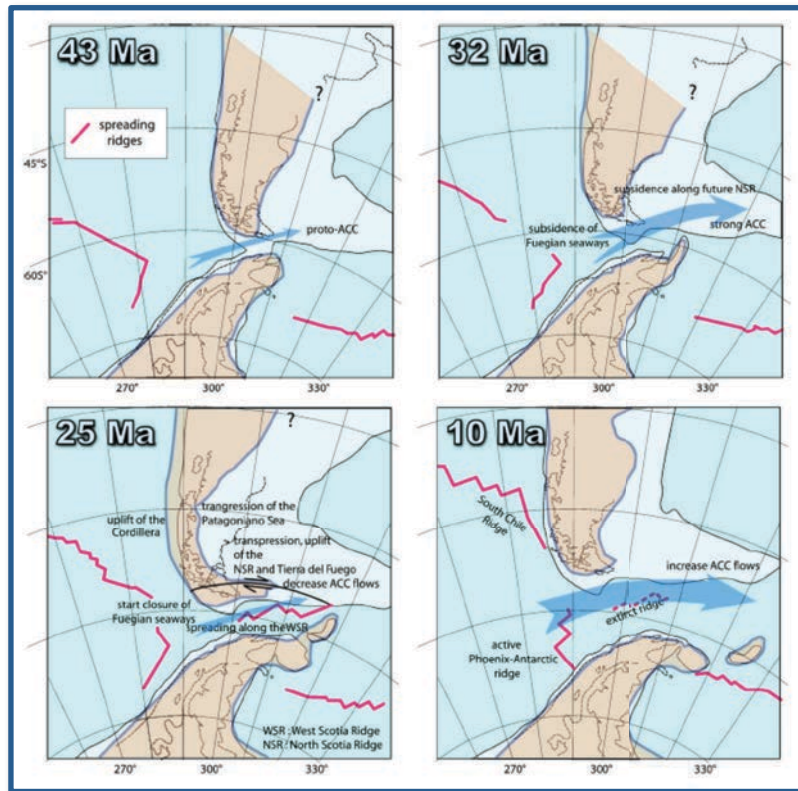 43 Ma
?
spreading
ridges
45°S
proto-ACC
60°S
270°
300°
330°
32 Ma
?
subsidence along future NSR
subsidence of
Fuegian seaways
strong ACC
270°
300°
330°
25 Ma
?
uplift of the
Cordillera
trangression of the
Patagoniano Sea
transpression, uplift
of the
NSR and Tierra del Fuego
decrease ACC flows
start closure of
Fuegian seaways
spreading along theWSR
WSR : West Scotia Ridge
NSR : North Scotia Ridge
270°
300°
330°
10 Ma
South Chile
Ridge
increase ACC flows
extinct ridge
active
Phoenix-Antarctic
ridge
270°
300°
330°